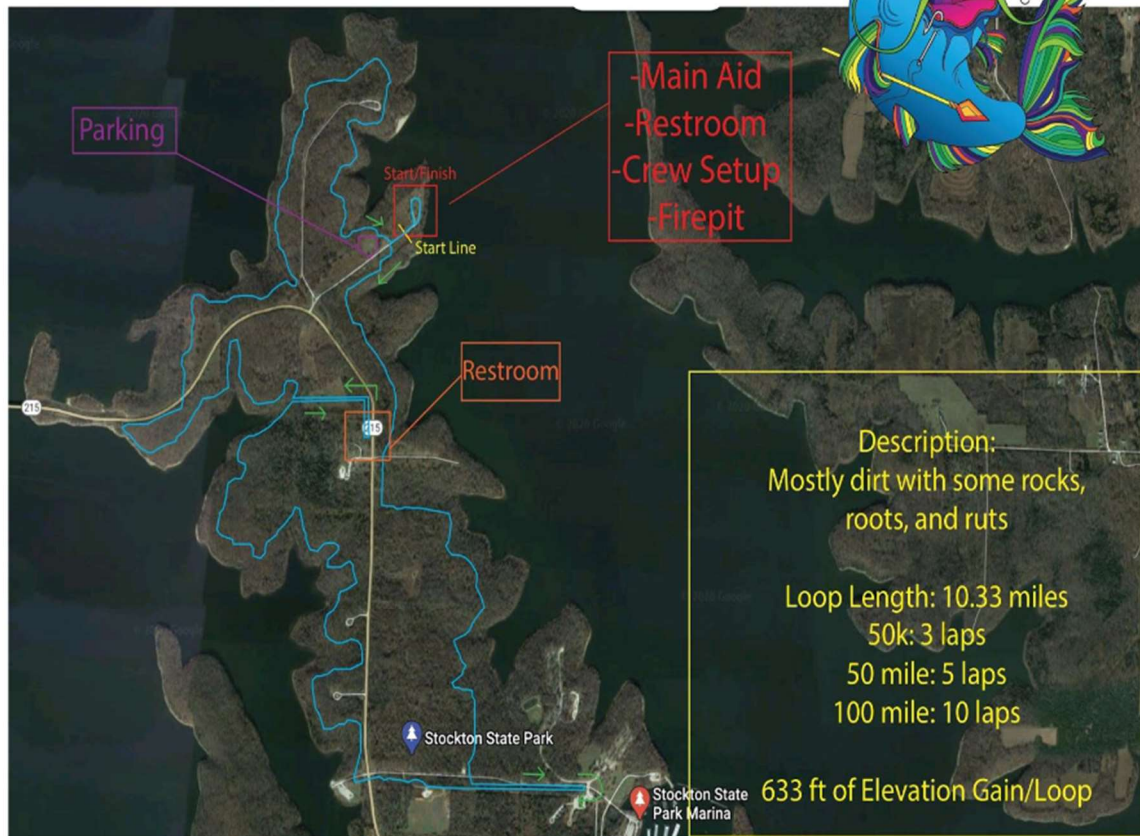 -Main Aid
-Restroom
-Crew Setup
-Firepit
Parking
Start/Finish
Start Line
Restroom
215
215
Description:
Mostly dirt with some rocks,
roots, and ruts
Loop Length: 10.33 miles
50k: 3 laps
50 mile: 5 laps
100 mile: 10 laps
633 ft of Elevation Gain/Loop
Stockton State Park
Stockton State
Park Marina